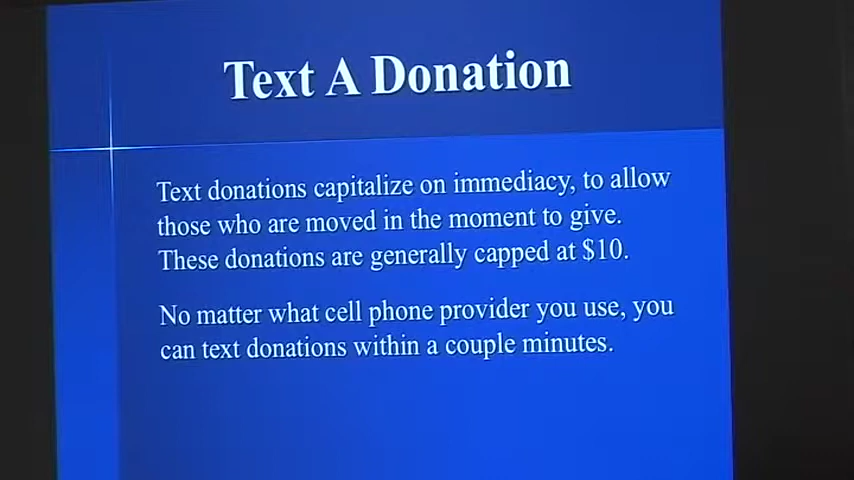 Text A Donation
Text donations capitalize on immediacy, to allow
those who are moved in the moment to give.
These donations are generally capped at $10.
No matter what cell phone provider you use, you
can text donations within a couple minutes.